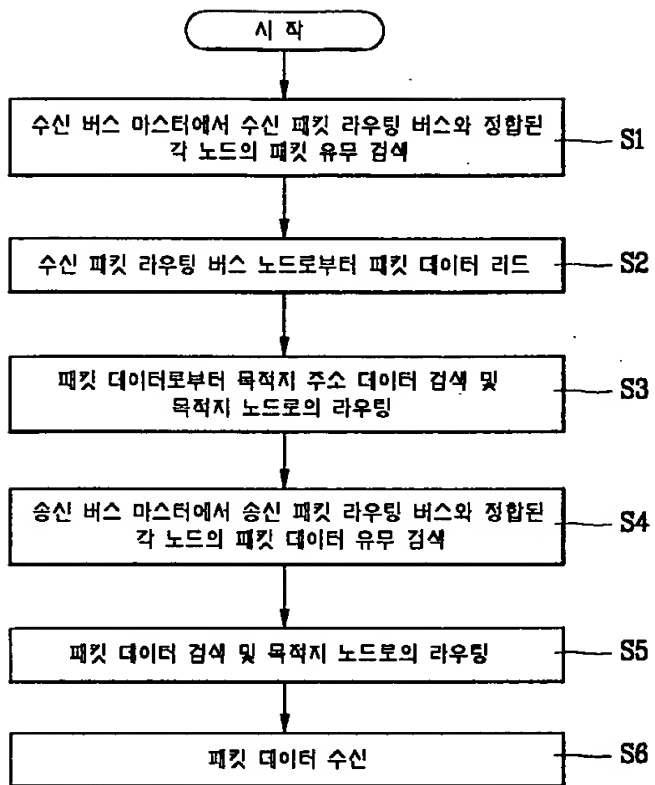 시 작
수신 버스 마스터에서 수신 패킷 라우팅 버스와 정합된
각 노드의 패킷 유무 검색
S1
수신 패킷 라우팅 버스 노드로부터 패킷 데이터 리드
S2
패킷 데이터로부터 목적지 주소 데이터 검색 및
목적지 노드로의 라우팅
S3
송신 버스 마스터에서 송신 패킷 라우팅 버스와 정합된
각 노드의 패킷 데이터 유무 검색
S4
패킷 데이터 검색 및 목적지 노드로의 라우팅
S5
패킷 데이터 수신
S6